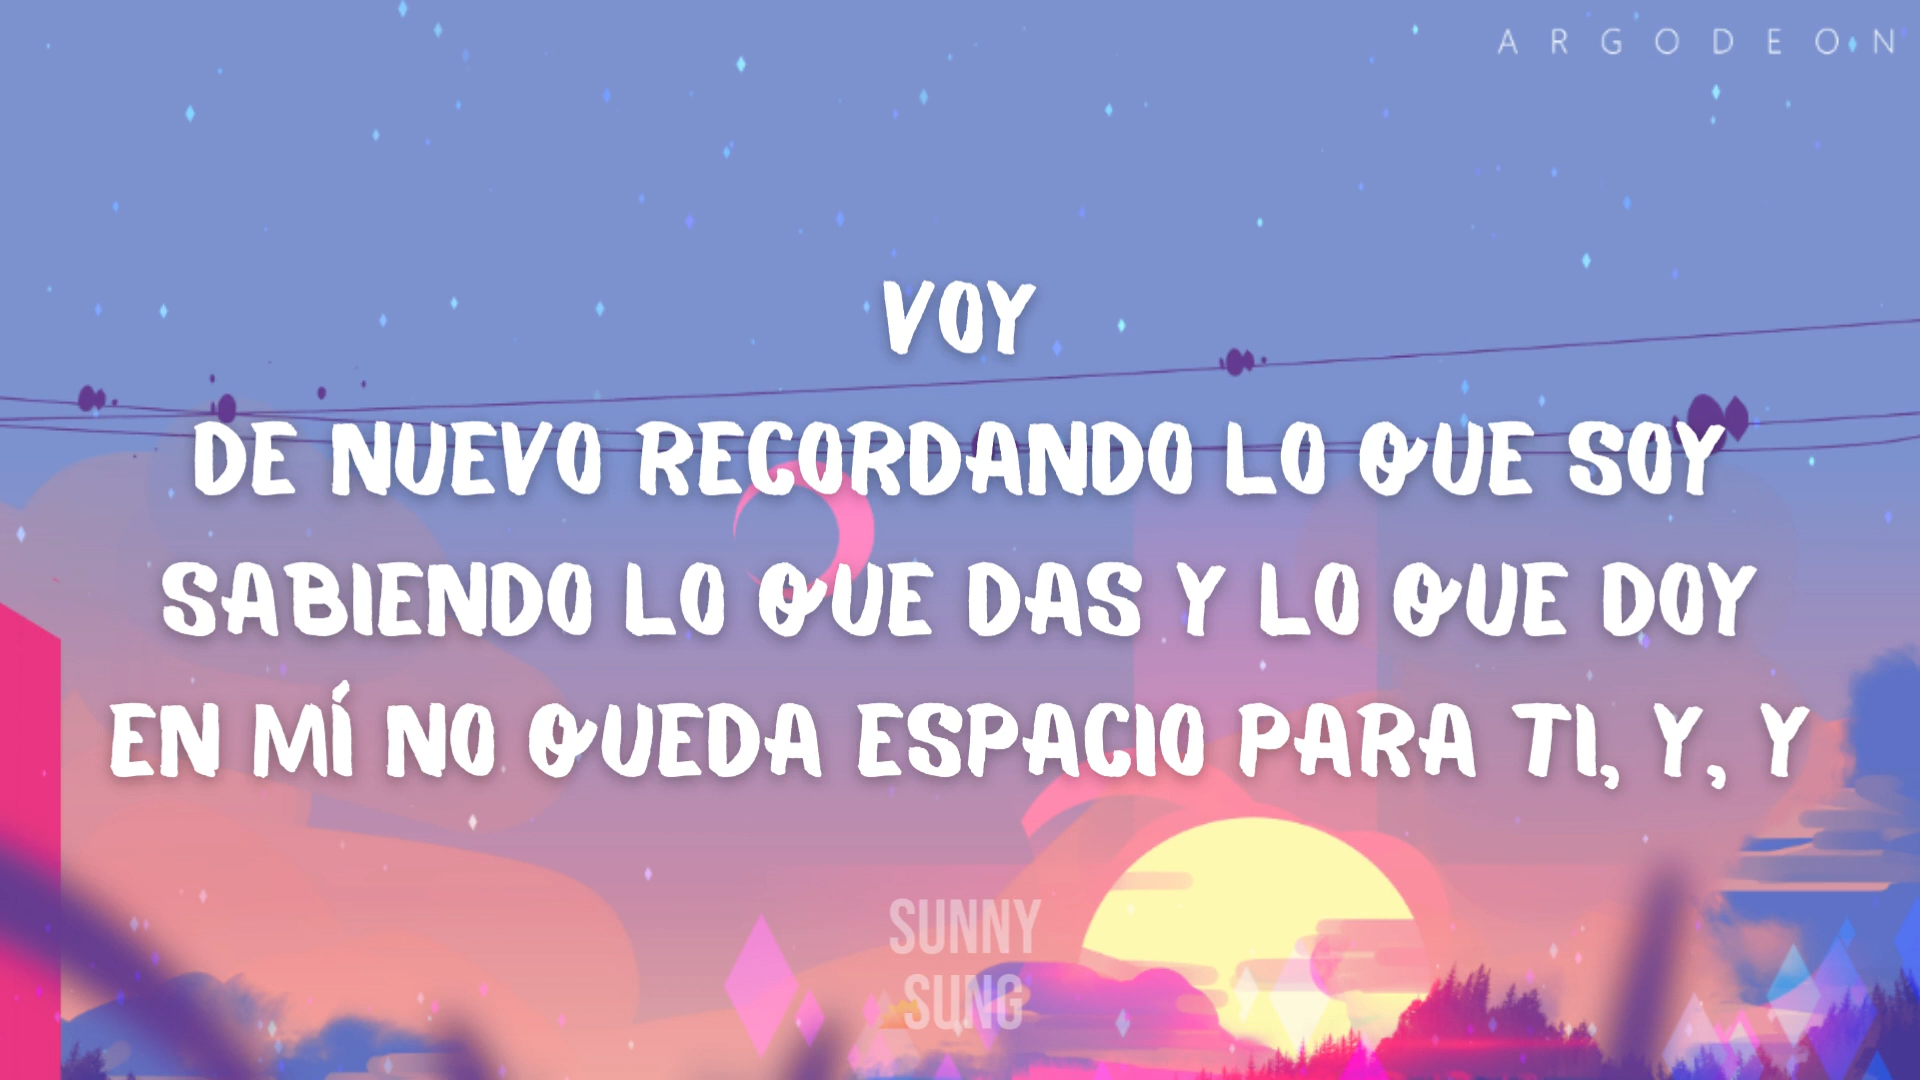 ARGODEON
VOY
DE NUEVO RECORDANDO LO QUE SOY
SABIENDO LO QUE DAS Y LO QUE DOY
EN MÍ NO QUEDA ESPACIO PARA TI, Y, Y
SUNNY
SUNG